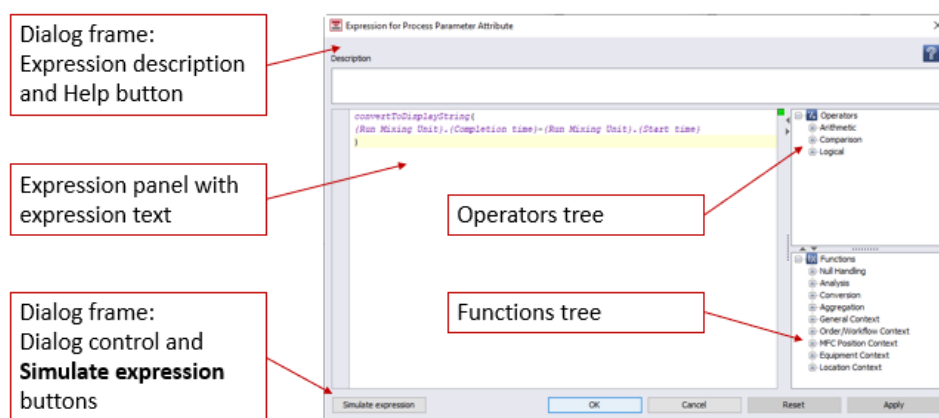 Dialog frame:
Expression description
and Help button
Expression panel with
expression text
Dialog frame:
Dialog control and
Simulate expression
buttons
Expression for Process Parameter Attribute
Description
?
convertToDisplayString(
{Run Mixing Unit}.{Completion time}-{Run Mixing Unit}.{Start time}
)
Operators tree
Functions tree
Operators
Arithmetic
Comparison
Logical
Functions
Null Handling
Analysis
Conversion
Aggregation
General Context
Order/Workflow Context
MFC Position Context
Equipment Context
Location Context
Simulate expression
OK
Cancel
Reset
Apply